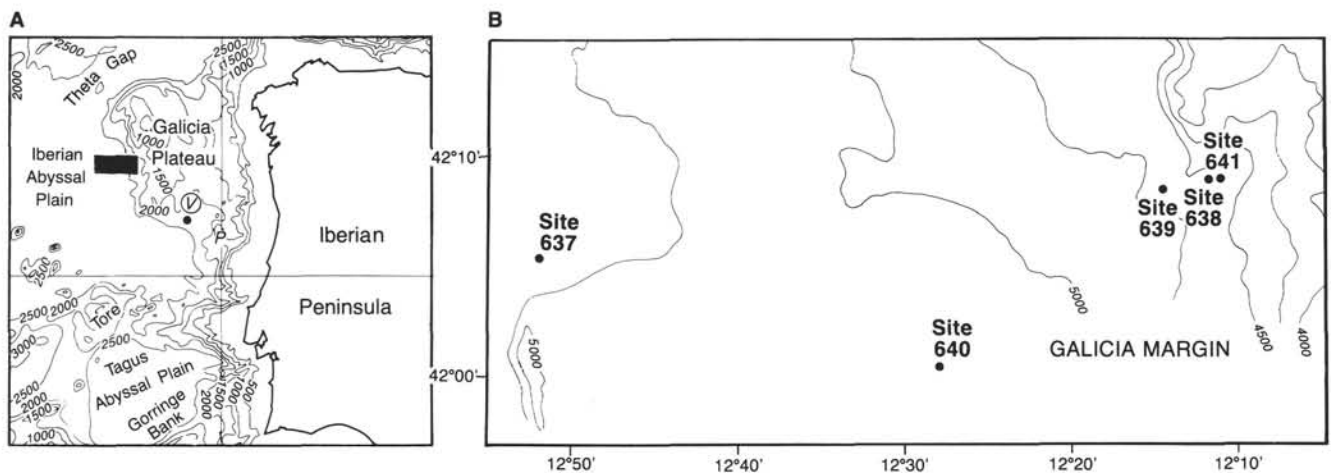 A
2500
2000
Theta Gap
2500
1500
1000
Galicia
1000
Plateau
Iberian
Abyssal
Plain
1500
2000
V
P
Iberian
2500
Peninsula
2500
2000
Tore
2500
3000
Tagus
Abyssal Plain
Gorringe
Bank
2500
2000
1500
1000
500
1000
1500
2000
B
42°10'
42°00'
Site
637
5000
Site
640
5000
GALICIA MARGIN
Site
639
Site
638
Site
641
4500
4000
12°50'
12°40'
12°30'
12°20'
12°10'